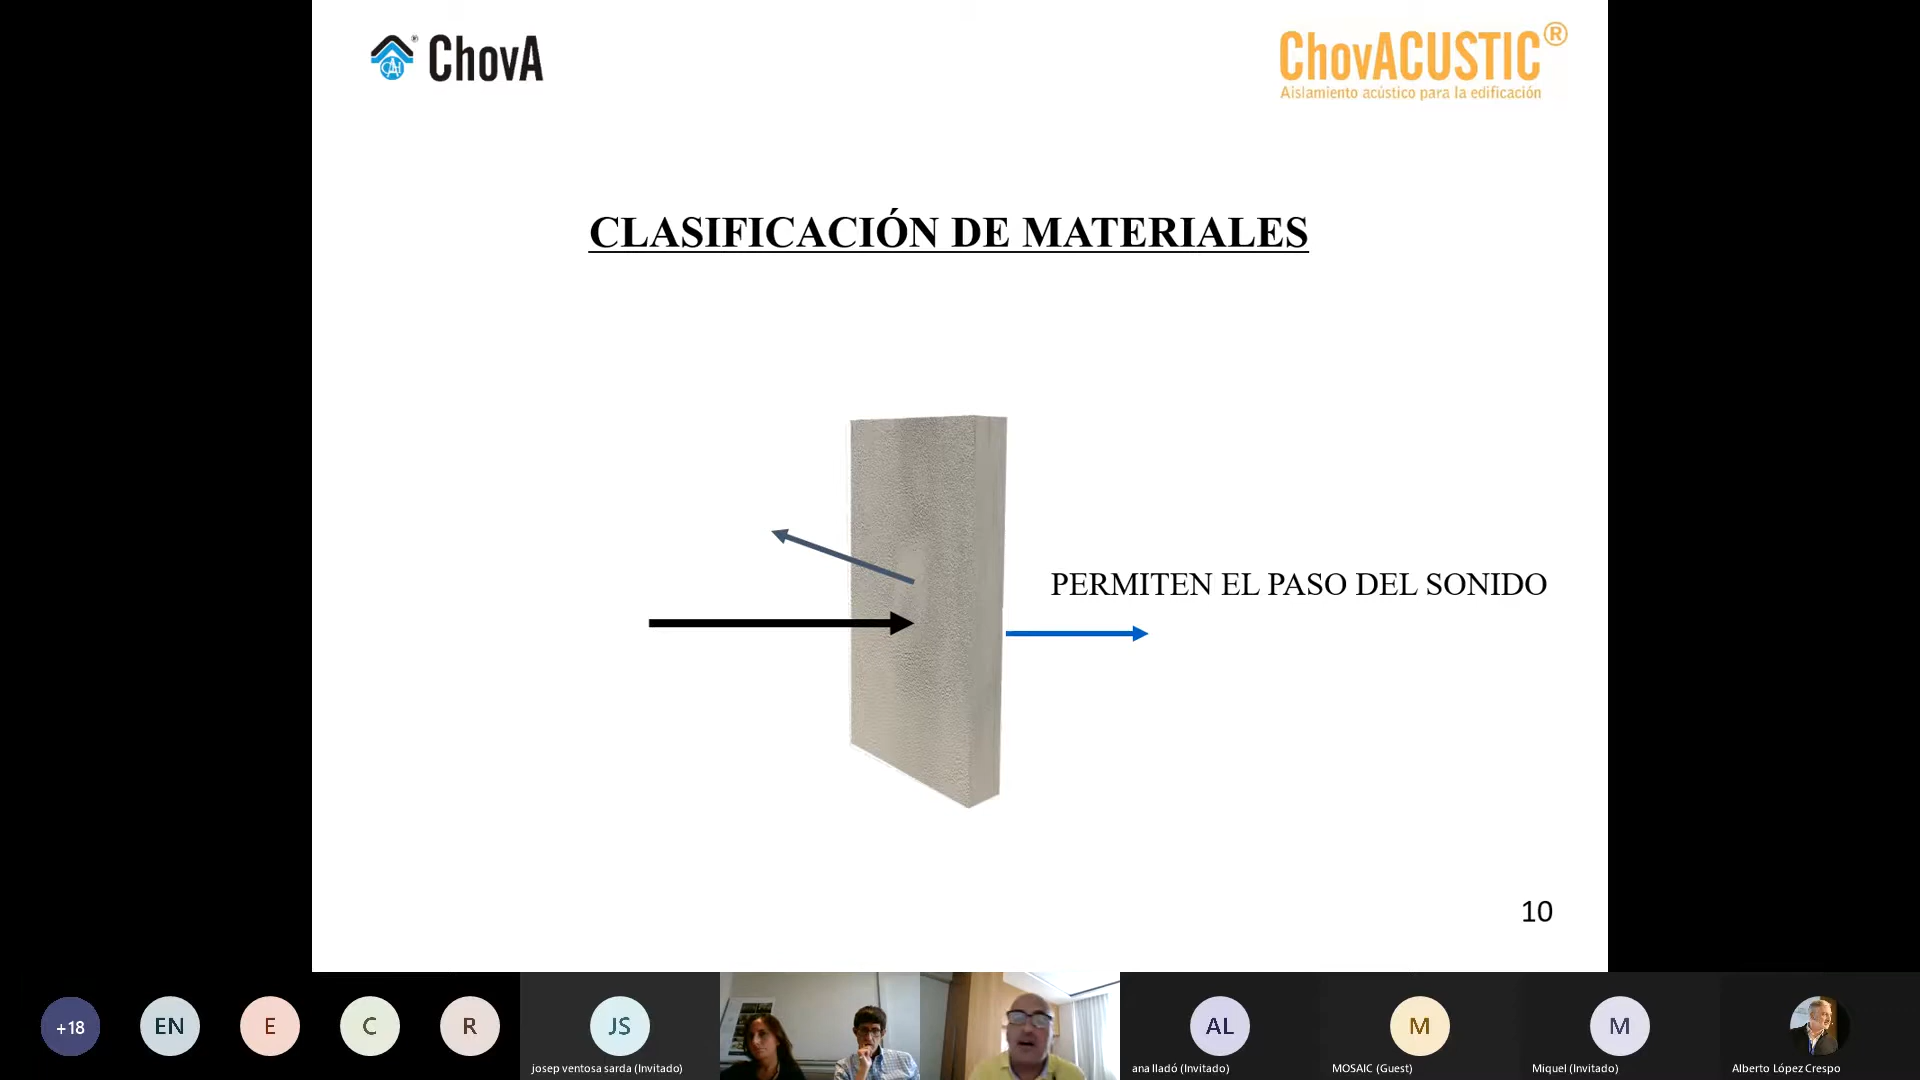 ChovA
ChovACUSTIC®
Aislamiento acústico para la edificación
CLASIFICACIÓN DE MATERIALES
PERMITEN EL PASO DEL SONIDO
10
+18
EN
E
C
R
JS
josep ventosa sarda (Invitado)
AL
ana lladó (Invitado)
M
MOSAIC (Guest)
M
Miquel (Invitado)
Alberto López Crespo